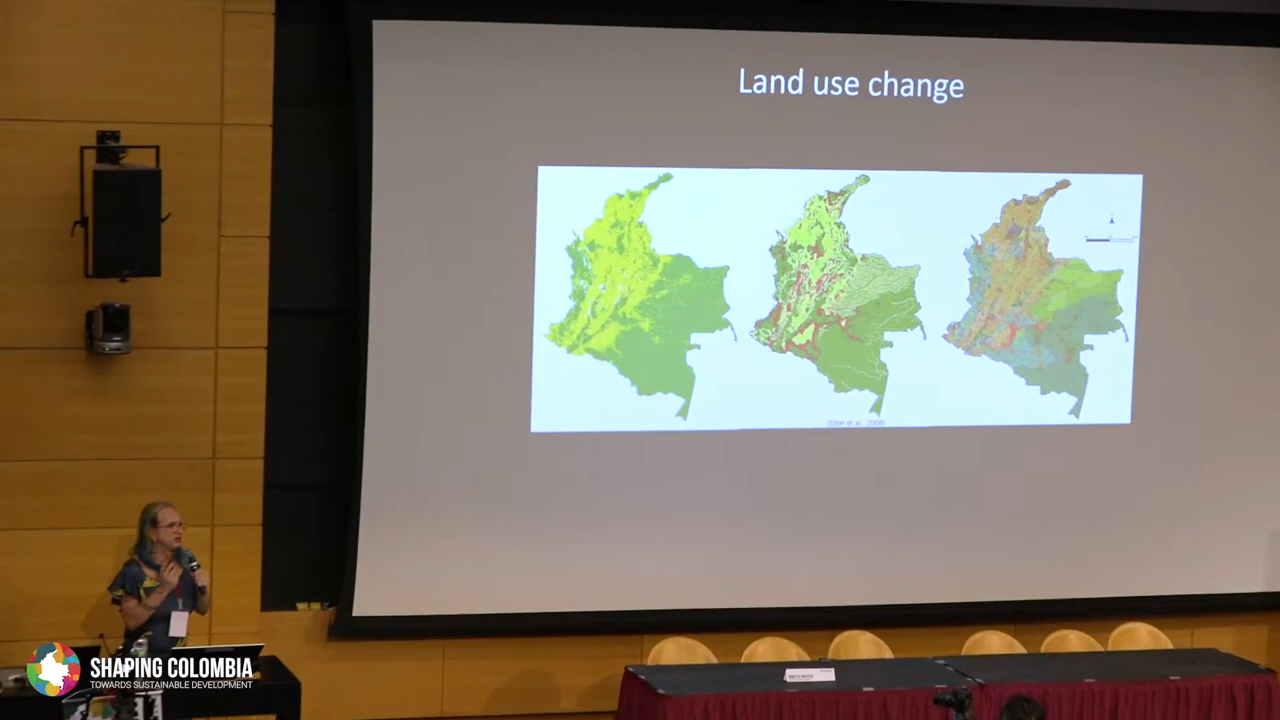 Land use change
SHAPING COLOMBIA
TOWARDS SUSTAINABLE DEVELOPMENT